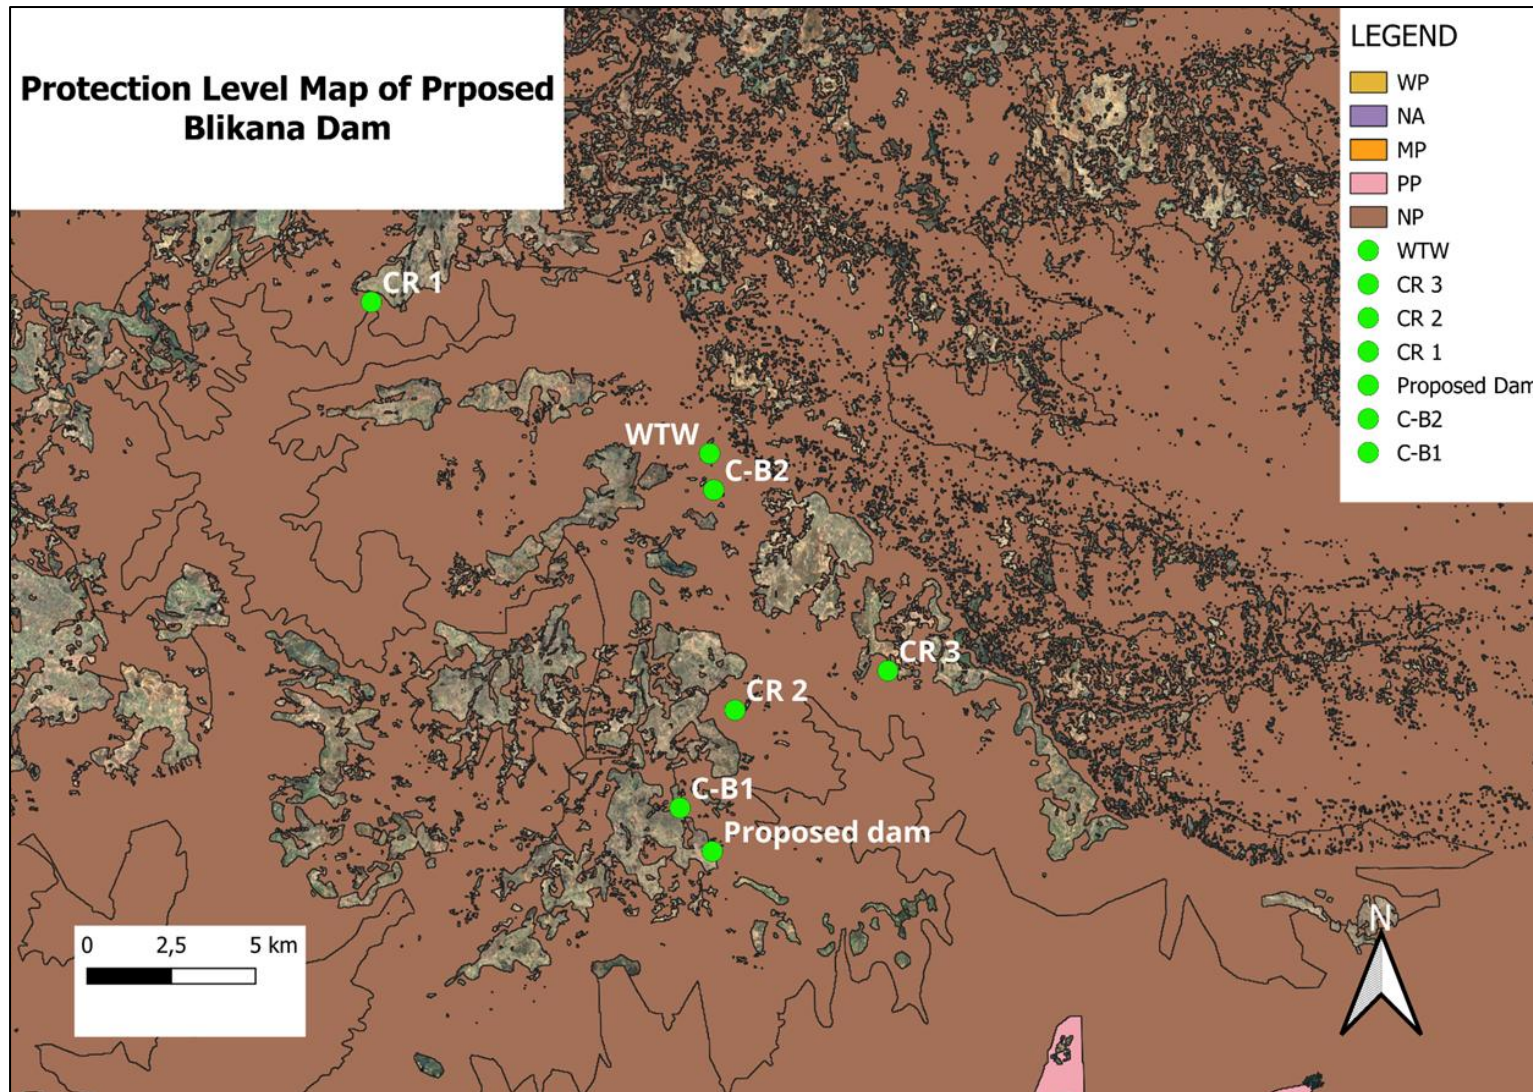 Protection Level Map of Prposed
Blikana Dam
LEGEND
WP
NA
MP
PP
NP
WTW
CR 3
CR 2
CR 1
Proposed Dam
C-B2
C-B1
CR 1
WTW
C-B2
CR 3
CR 2
C-B1
Proposed dam
0 2,5 5 km
N